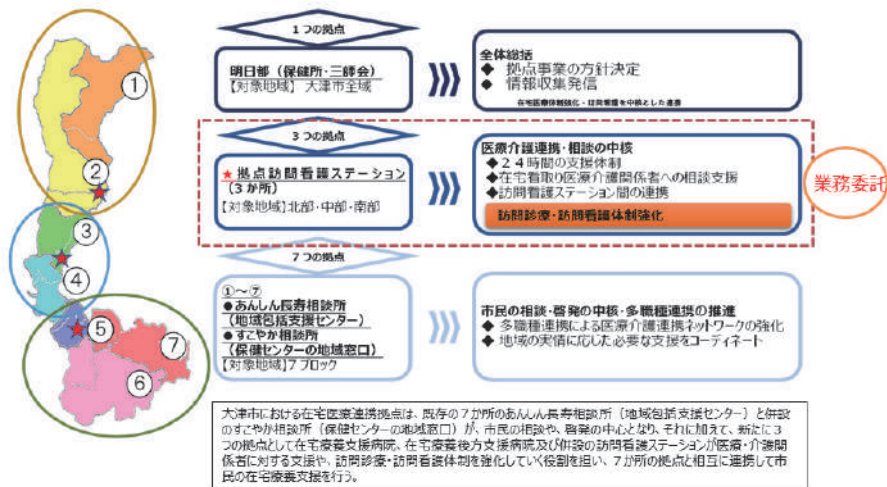 1つの拠点
明日都（保健所・三師会）
【対象地域】 大津市全域
全体総括
◆ 拠点事業の方針決定
◆ 情報収集発信
在宅医療体制強化・訪問看護を中核とした連携
3つの拠点
★ 拠点訪問看護ステーション
（3か所）
【対象地域】北部・中部・南部
医療介護連携・相談の中核
◆24時間の支援体制
◆在宅看取り医療介護関係者への相談支援
◆訪問看護ステーション間の連携
訪問診療・訪問看護体制強化
業務委託
7つの拠点
①～⑦
●あんしん長寿相談所
（地域包括支援センター）
●すこやか相談所
（保健センターの地域窓口）
【対象地域】7ブロック
市民の相談・啓発の中核・多職種連携の推進
◆ 多職種連携による医療介護連携ネットワークの強化
◆ 地域の実情に応じた必要な支援をコーディネート
①
②
③
④
⑤
⑦
⑥
大津市における在宅医療連携拠点は、既存の7か所のあんしん長寿相談所（地域包括支援センター）と併設
のすこやか相談所（保健センターの地域窓口）が、市民の相談や、啓発の中心となり、それに加えて、新たに3
つの拠点として在宅療養支援病院、在宅療養後方支援病院及び併設の訪問看護ステーションが医療・介護関
係者に対する支援や、訪問診療・訪問看護体制を強化していく役割を担い、7か所の拠点と相互に連携して市
民の在宅療養支援を行う。